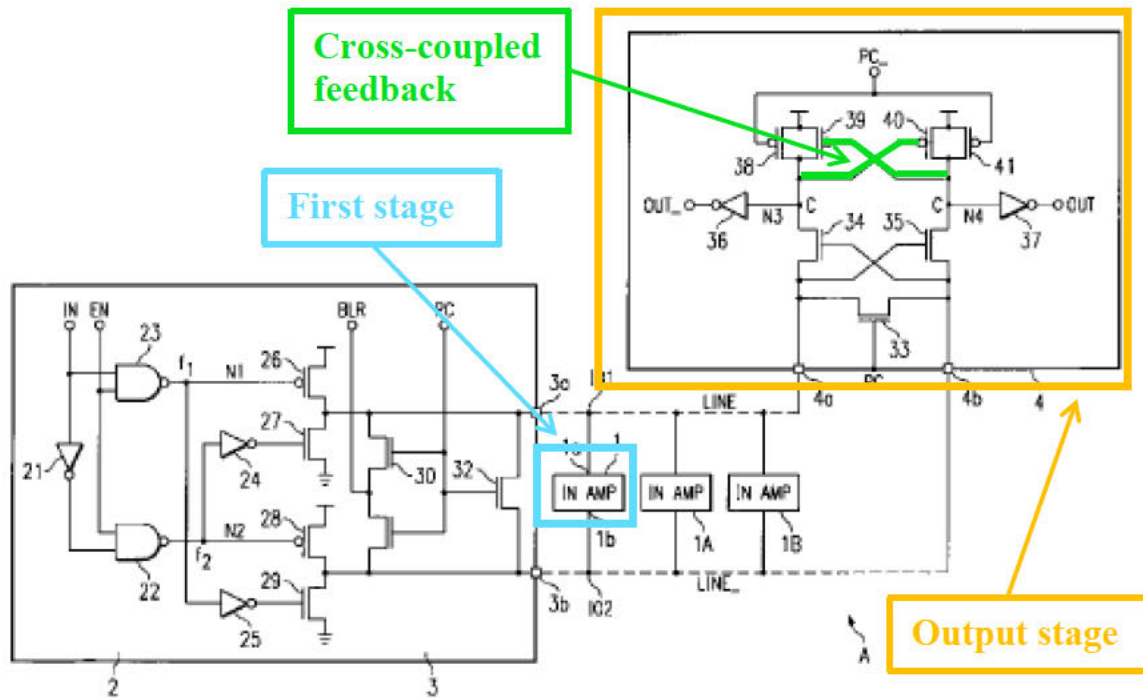 Cross-coupled
feedback
PC_
39
40
38
41
First stage
OUT_
N3
C
C
N4
OUT
36
34
35
37
33
IN
EN
BLR
PC
23
f1
N1
26
3a
LINE
4a
4b
4
27
21
24
30
32
1
IN AMP
IN AMP
IN AMP
28
N2
1b
1A
1B
f2
22
29
25
3b
IO2
LINE_
2
3
A
Output stage